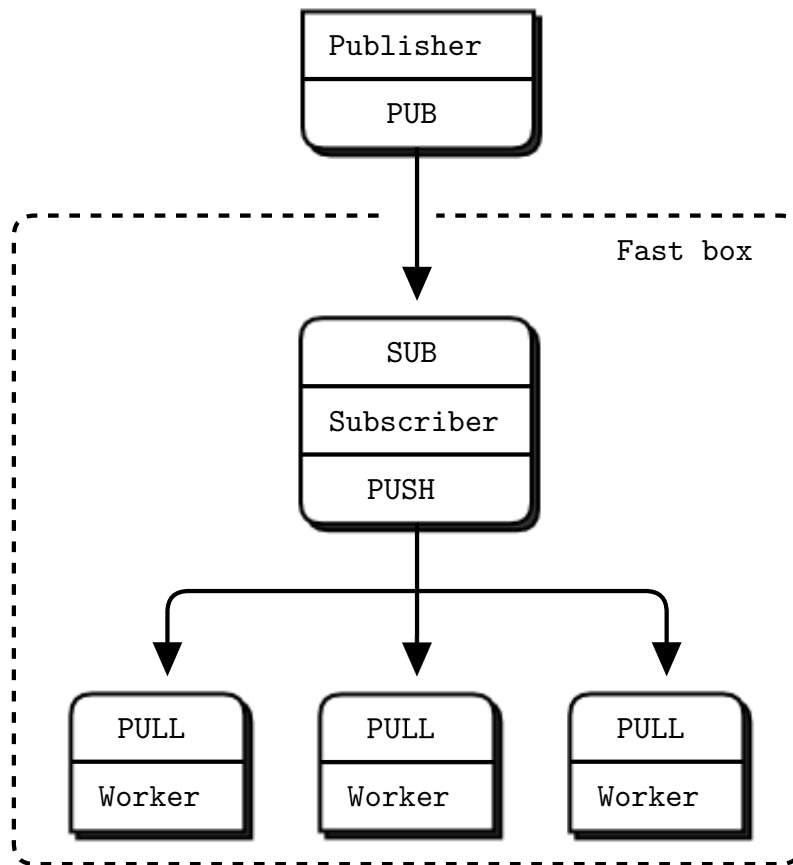 Publisher
PUB
Fast box
SUB
Subscriber
PUSH
PULL PULL PULL
Worker Worker Worker